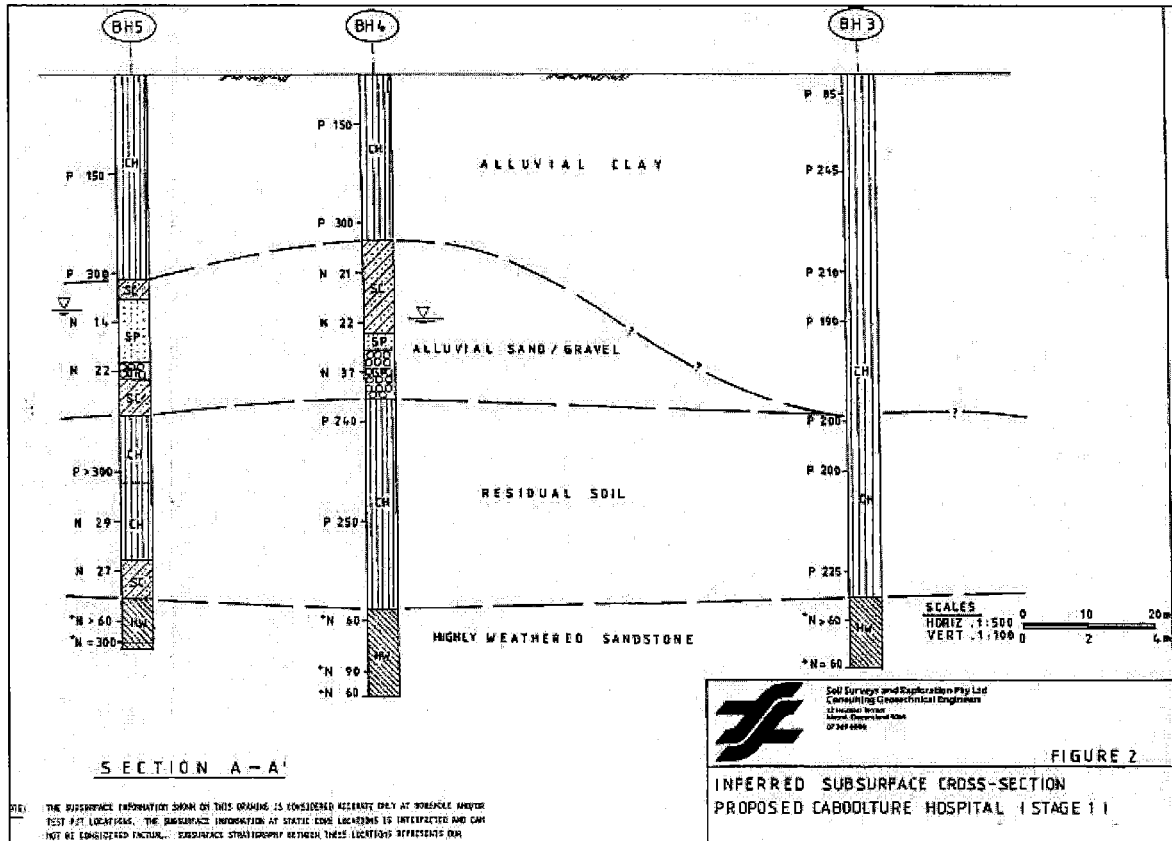 BH5 BH4 BH3
P 150
CH
P 300
N 21
SC
N 22
SP
N 37
GP
P 240
CH
P 250
*N 60
HW
*N 90
*N 60
CH
P 150
P 300
SC
N 14
SP
N 22
SC
CH
P >300
N 29
CH
N 27
SC
*N > 60
HW
*N = 300
P 85
P 245
P 210
P 190
CH
P 200
P 200
CH
P 225
*N > 60
HW
*N = 60
ALLUVIAL CLAY
?
?
?
ALLUVIAL SAND / GRAVEL
RESIDUAL SOIL
HIGHLY WEATHERED SANDSTONE
SCALES
HORIZ. 1:500 0 10 20m
VERT. 1:100 0 2 4m
SECTION A-A'
THE SUBSURFACE INFORMATION SHOWN ON THIS DRAWING IS CONSIDERED ACCURATE ONLY AT BOREHOLE AND/OR
TEST PIT LOCATIONS. THE SUBSURFACE INFORMATION AT STATIC CONE LOCATIONS IS INTERPRETED AND CAN
NOT BE CONSIDERED FACTUAL. SUBSURFACE STRATIGRAPHY BETWEEN THESE LOCATIONS REPRESENTS OUR
Soil Surveys and Exploration Pty Ltd
Consulting Geotechnical Engineers
FIGURE 2
INFERRED SUBSURFACE CROSS-SECTION
PROPOSED CABOOLTURE HOSPITAL (STAGE 1)